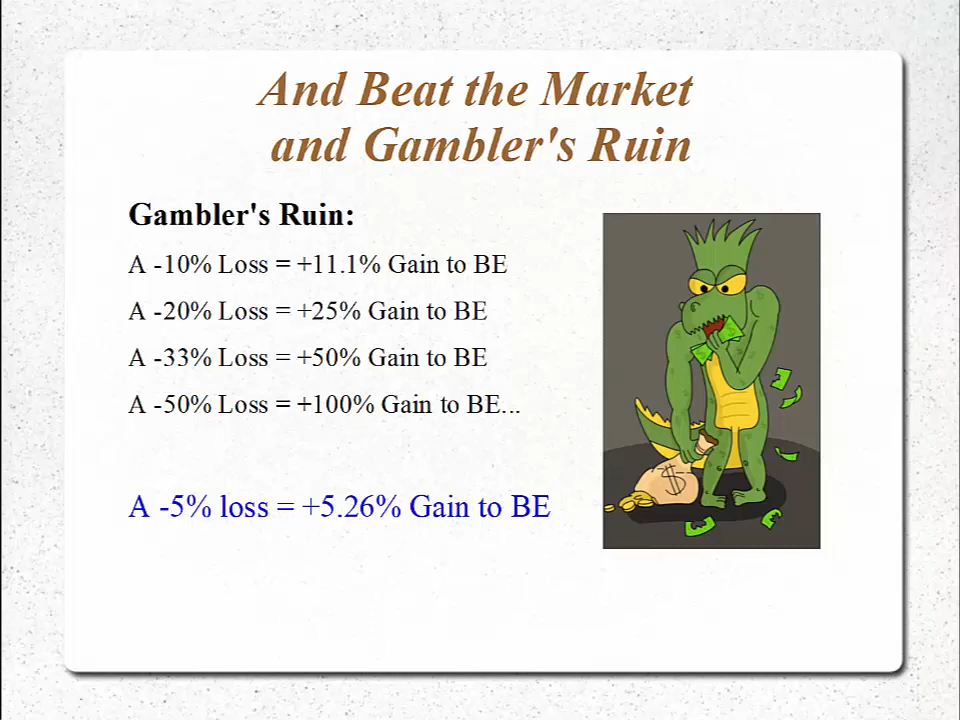 And Beat the Market
and Gambler's Ruin
Gambler's Ruin:
A -10% Loss = +11.1% Gain to BE
A -20% Loss = +25% Gain to BE
A -33% Loss = +50% Gain to BE
A -50% Loss = +100% Gain to BE...
A -5% loss = +5.26% Gain to BE
$